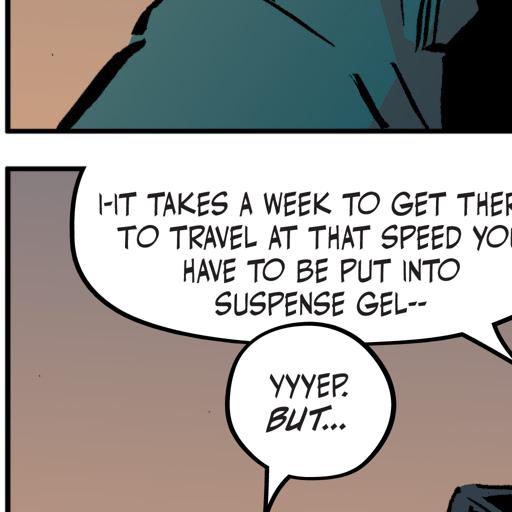 I-IT TAKES A WEEK TO GET THER
TO TRAVEL AT THAT SPEED YOU
HAVE TO BE PUT INTO
SUSPENSE GEL--
YYYEP.
BUT...